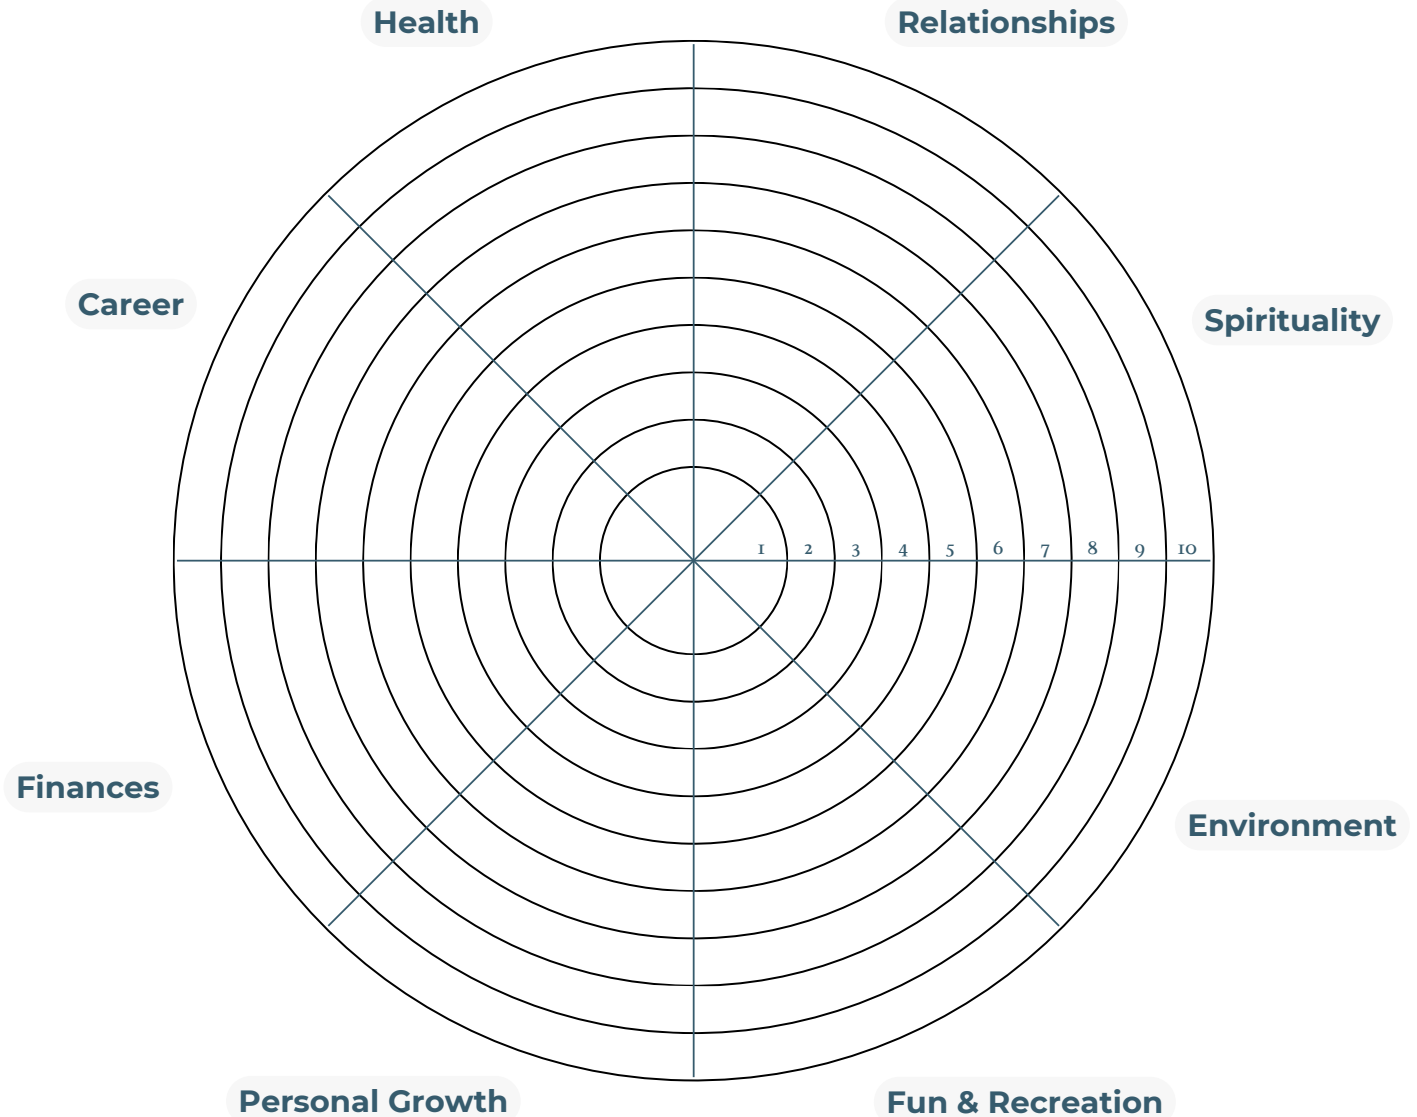 Health
Relationships
Career
Spirituality
1 2 3 4 5 6 7 8 9 10
Finances
Environment
Personal Growth
Fun & Recreation